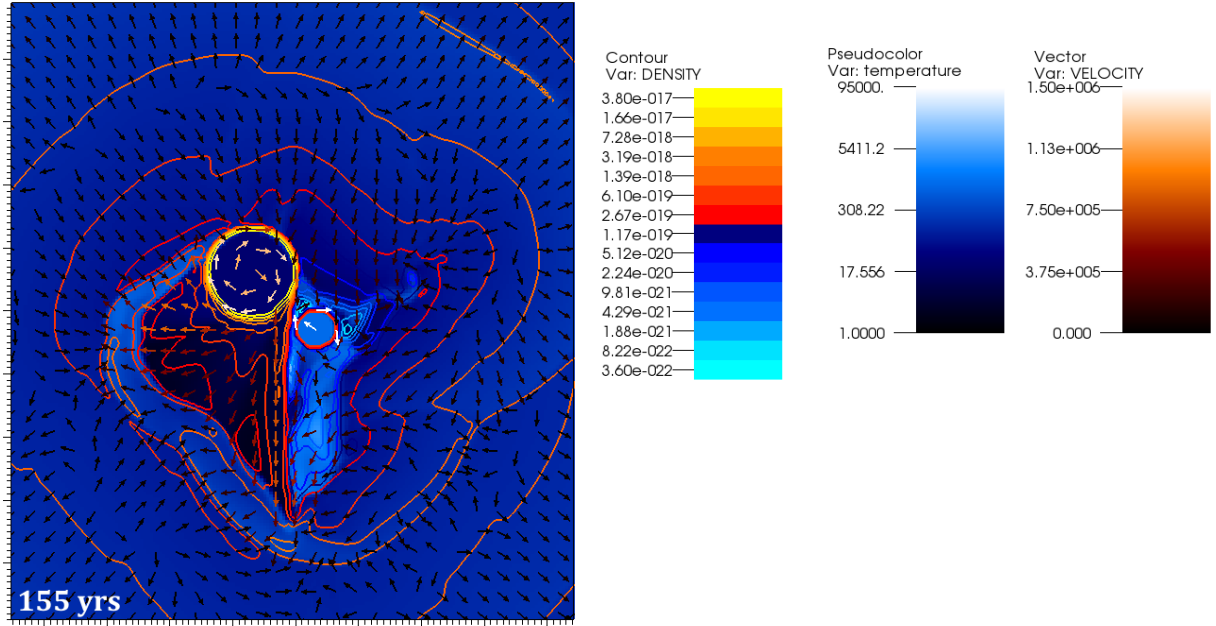 155 yrs
Contour
Var: DENSITY
3.80e-017
1.66e-017
7.28e-018
3.19e-018
1.39e-018
6.10e-019
2.67e-019
1.17e-019
5.12e-020
2.24e-020
9.81e-021
4.29e-021
1.88e-021
8.22e-022
3.60e-022
Pseudocolor
Var: temperature
95000.
5411.2
308.22
17.556
1.0000
Vector
Var: VELOCITY
1.50e+006
1.13e+006
7.50e+005
3.75e+005
0.000